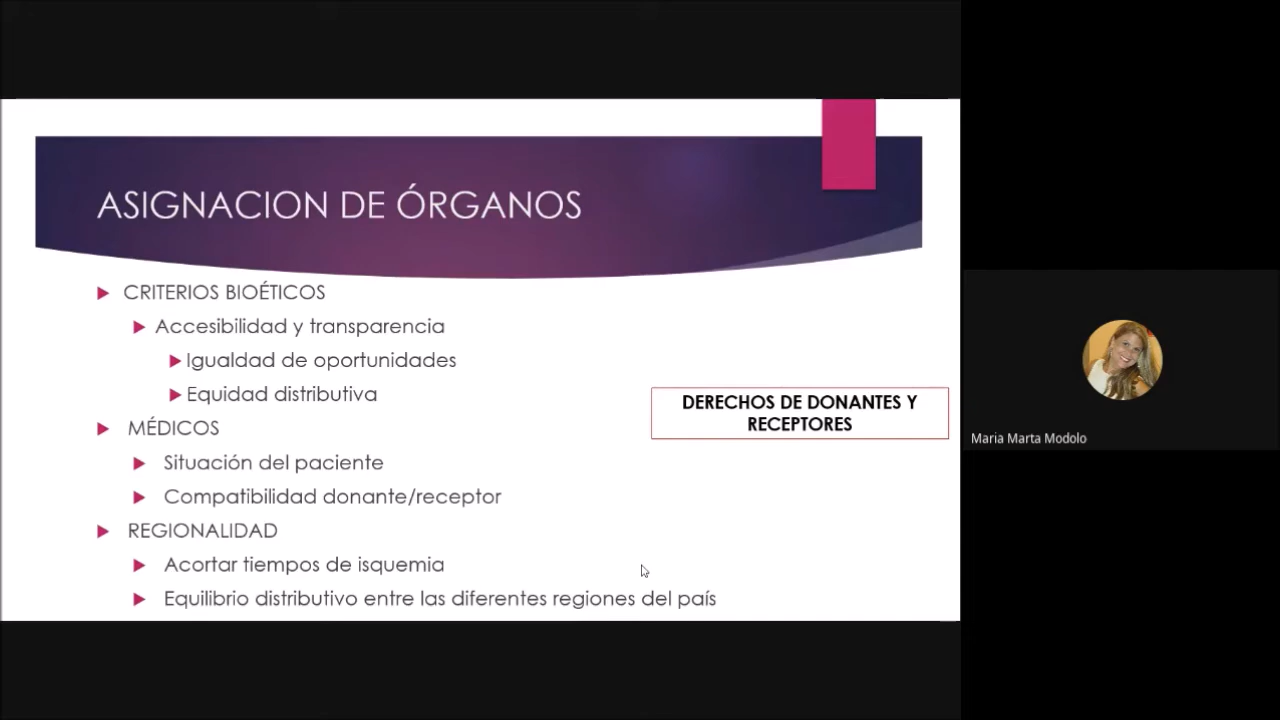 ASIGNACION DE ÓRGANOS
CRITERIOS BIOÉTICOS
Accesibilidad y transparencia
Igualdad de oportunidades
Equidad distributiva
MÉDICOS
Situación del paciente
Compatibilidad donante/receptor
REGIONALIDAD
Acortar tiempos de isquemia
Equilibrio distributivo entre las diferentes regiones del país
DERECHOS DE DONANTES Y
RECEPTORES
Maria Marta Modolo